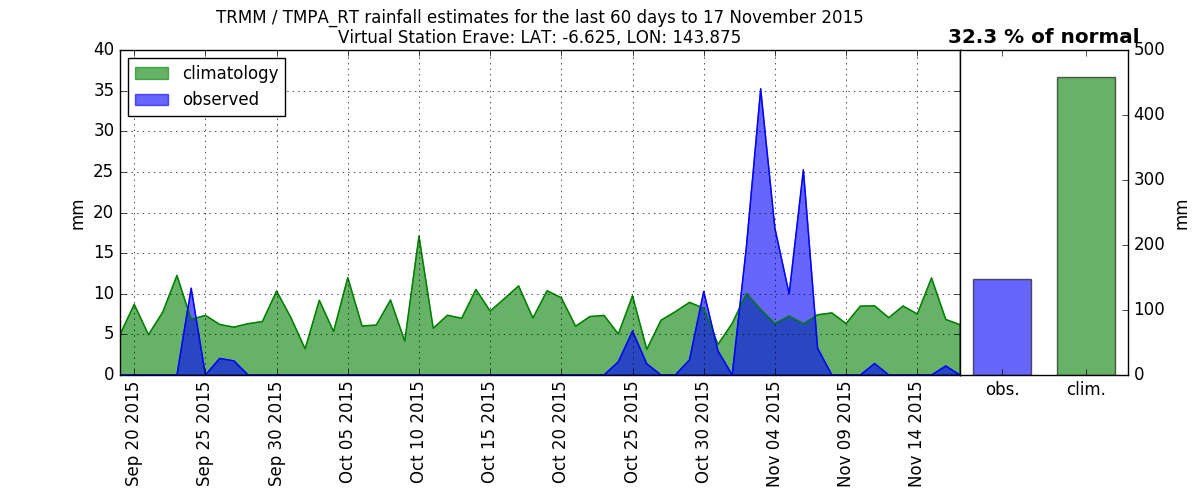 TRMM / TMPA_RT rainfall estimates for the last 60 days to 17 November 2015
Virtual Station Erave: LAT: -6.625, LON: 143.875
32.3 % of normal
climatology
observed
mm
40
35
30
25
20
15
10
5
0
Sep 20 2015
Sep 25 2015
Sep 30 2015
Oct 05 2015
Oct 10 2015
Oct 15 2015
Oct 20 2015
Oct 25 2015
Oct 30 2015
Nov 04 2015
Nov 09 2015
Nov 14 2015
500
400
300
200
100
0
mm
obs.
clim.